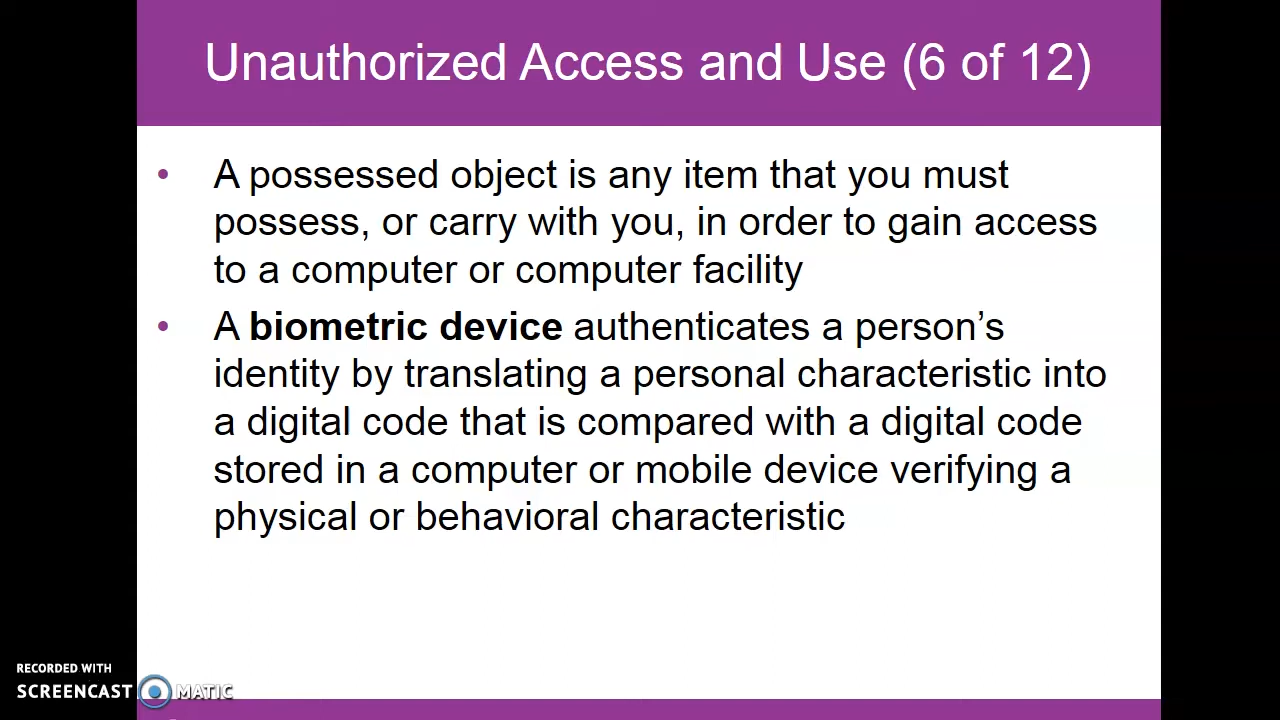 Unauthorized Access and Use (6 of 12)
• A possessed object is any item that you must
possess, or carry with you, in order to gain access
to a computer or computer facility
• A biometric device authenticates a person’s
identity by translating a personal characteristic into
a digital code that is compared with a digital code
stored in a computer or mobile device verifying a
physical or behavioral characteristic
RECORDED WITH
SCREENCAST MATIC